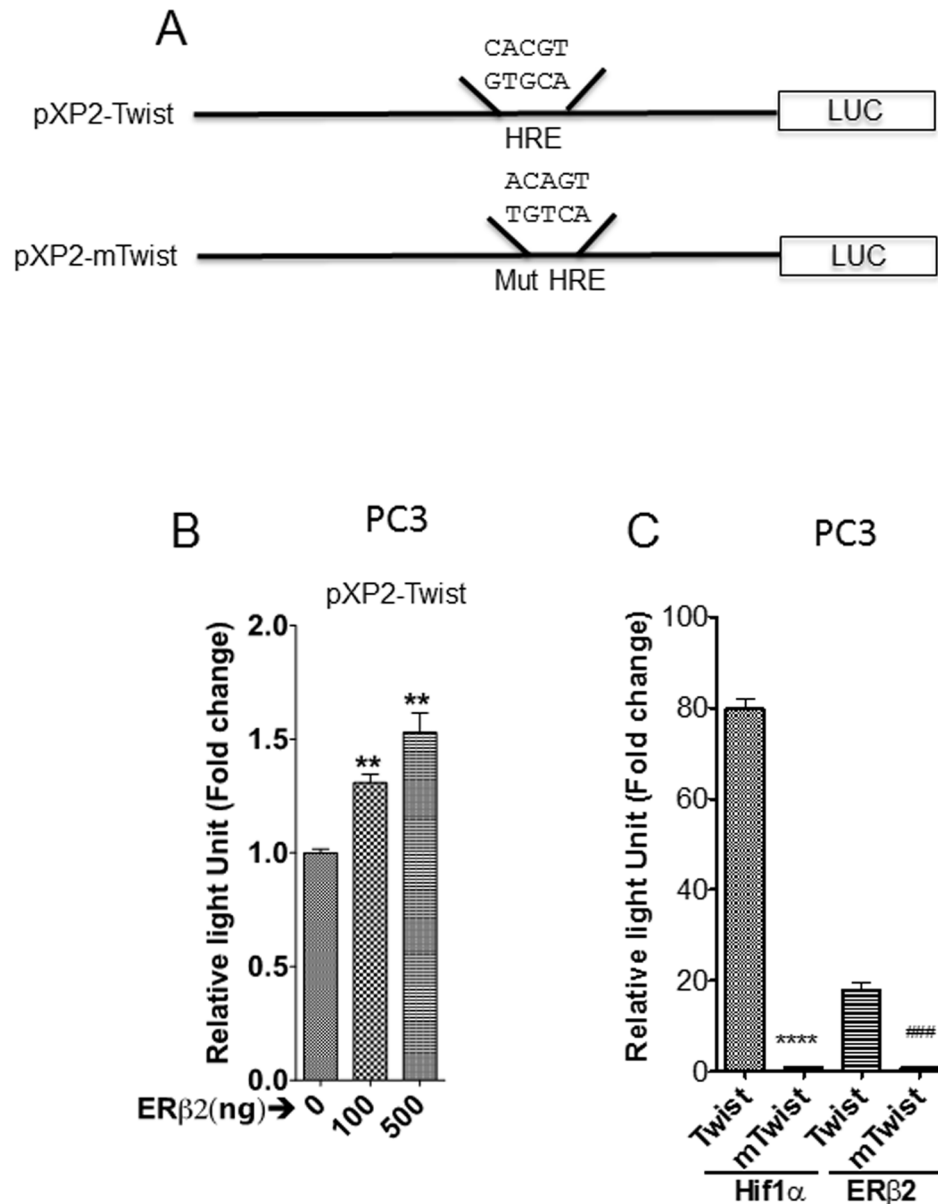 A
CACGT
GTGCA
pXP2-Twist
HRE
LUC
ACAGT
TGTCA
pXP2-mTwist
Mut HRE
LUC
B
PC3
pXP2-Twist
Relative light Unit (Fold change)
2.0
1.5
1.0
0.5
0.0
**
**
ERβ2(ng)➔
0
100
500
C
PC3
Relative light Unit (Fold change)
100
80
60
40
20
0
****
###
Twist
mTwist
Twist
mTwist
Hif1α
ERβ2